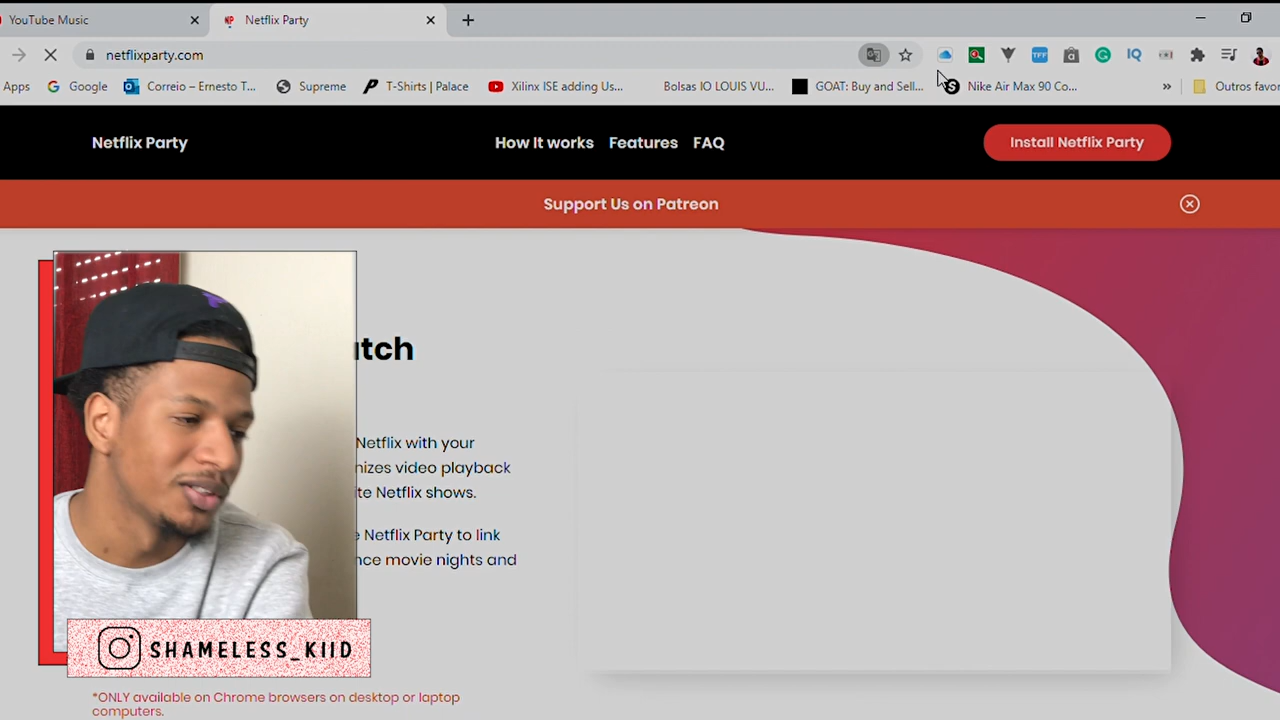 YouTube Music
Netflix Party
netflixparty.com
Apps
Google
Correio – Ernesto T...
Supreme
T-Shirts | Palace
Xilinx ISE adding Us...
Bolsas IO LOUIS VU...
GOAT: Buy and Sell...
Nike Air Max 90 Co...
»
Outros favor
Netflix Party
How It works
Features
FAQ
Install Netflix Party
Support Us on Patreon
tch
Netflix with your
nizes video playback
ite Netflix shows.
e Netflix Party to link
nce movie nights and
SHAMELESS_KIID
*ONLY available on Chrome browsers on desktop or laptop
computers.